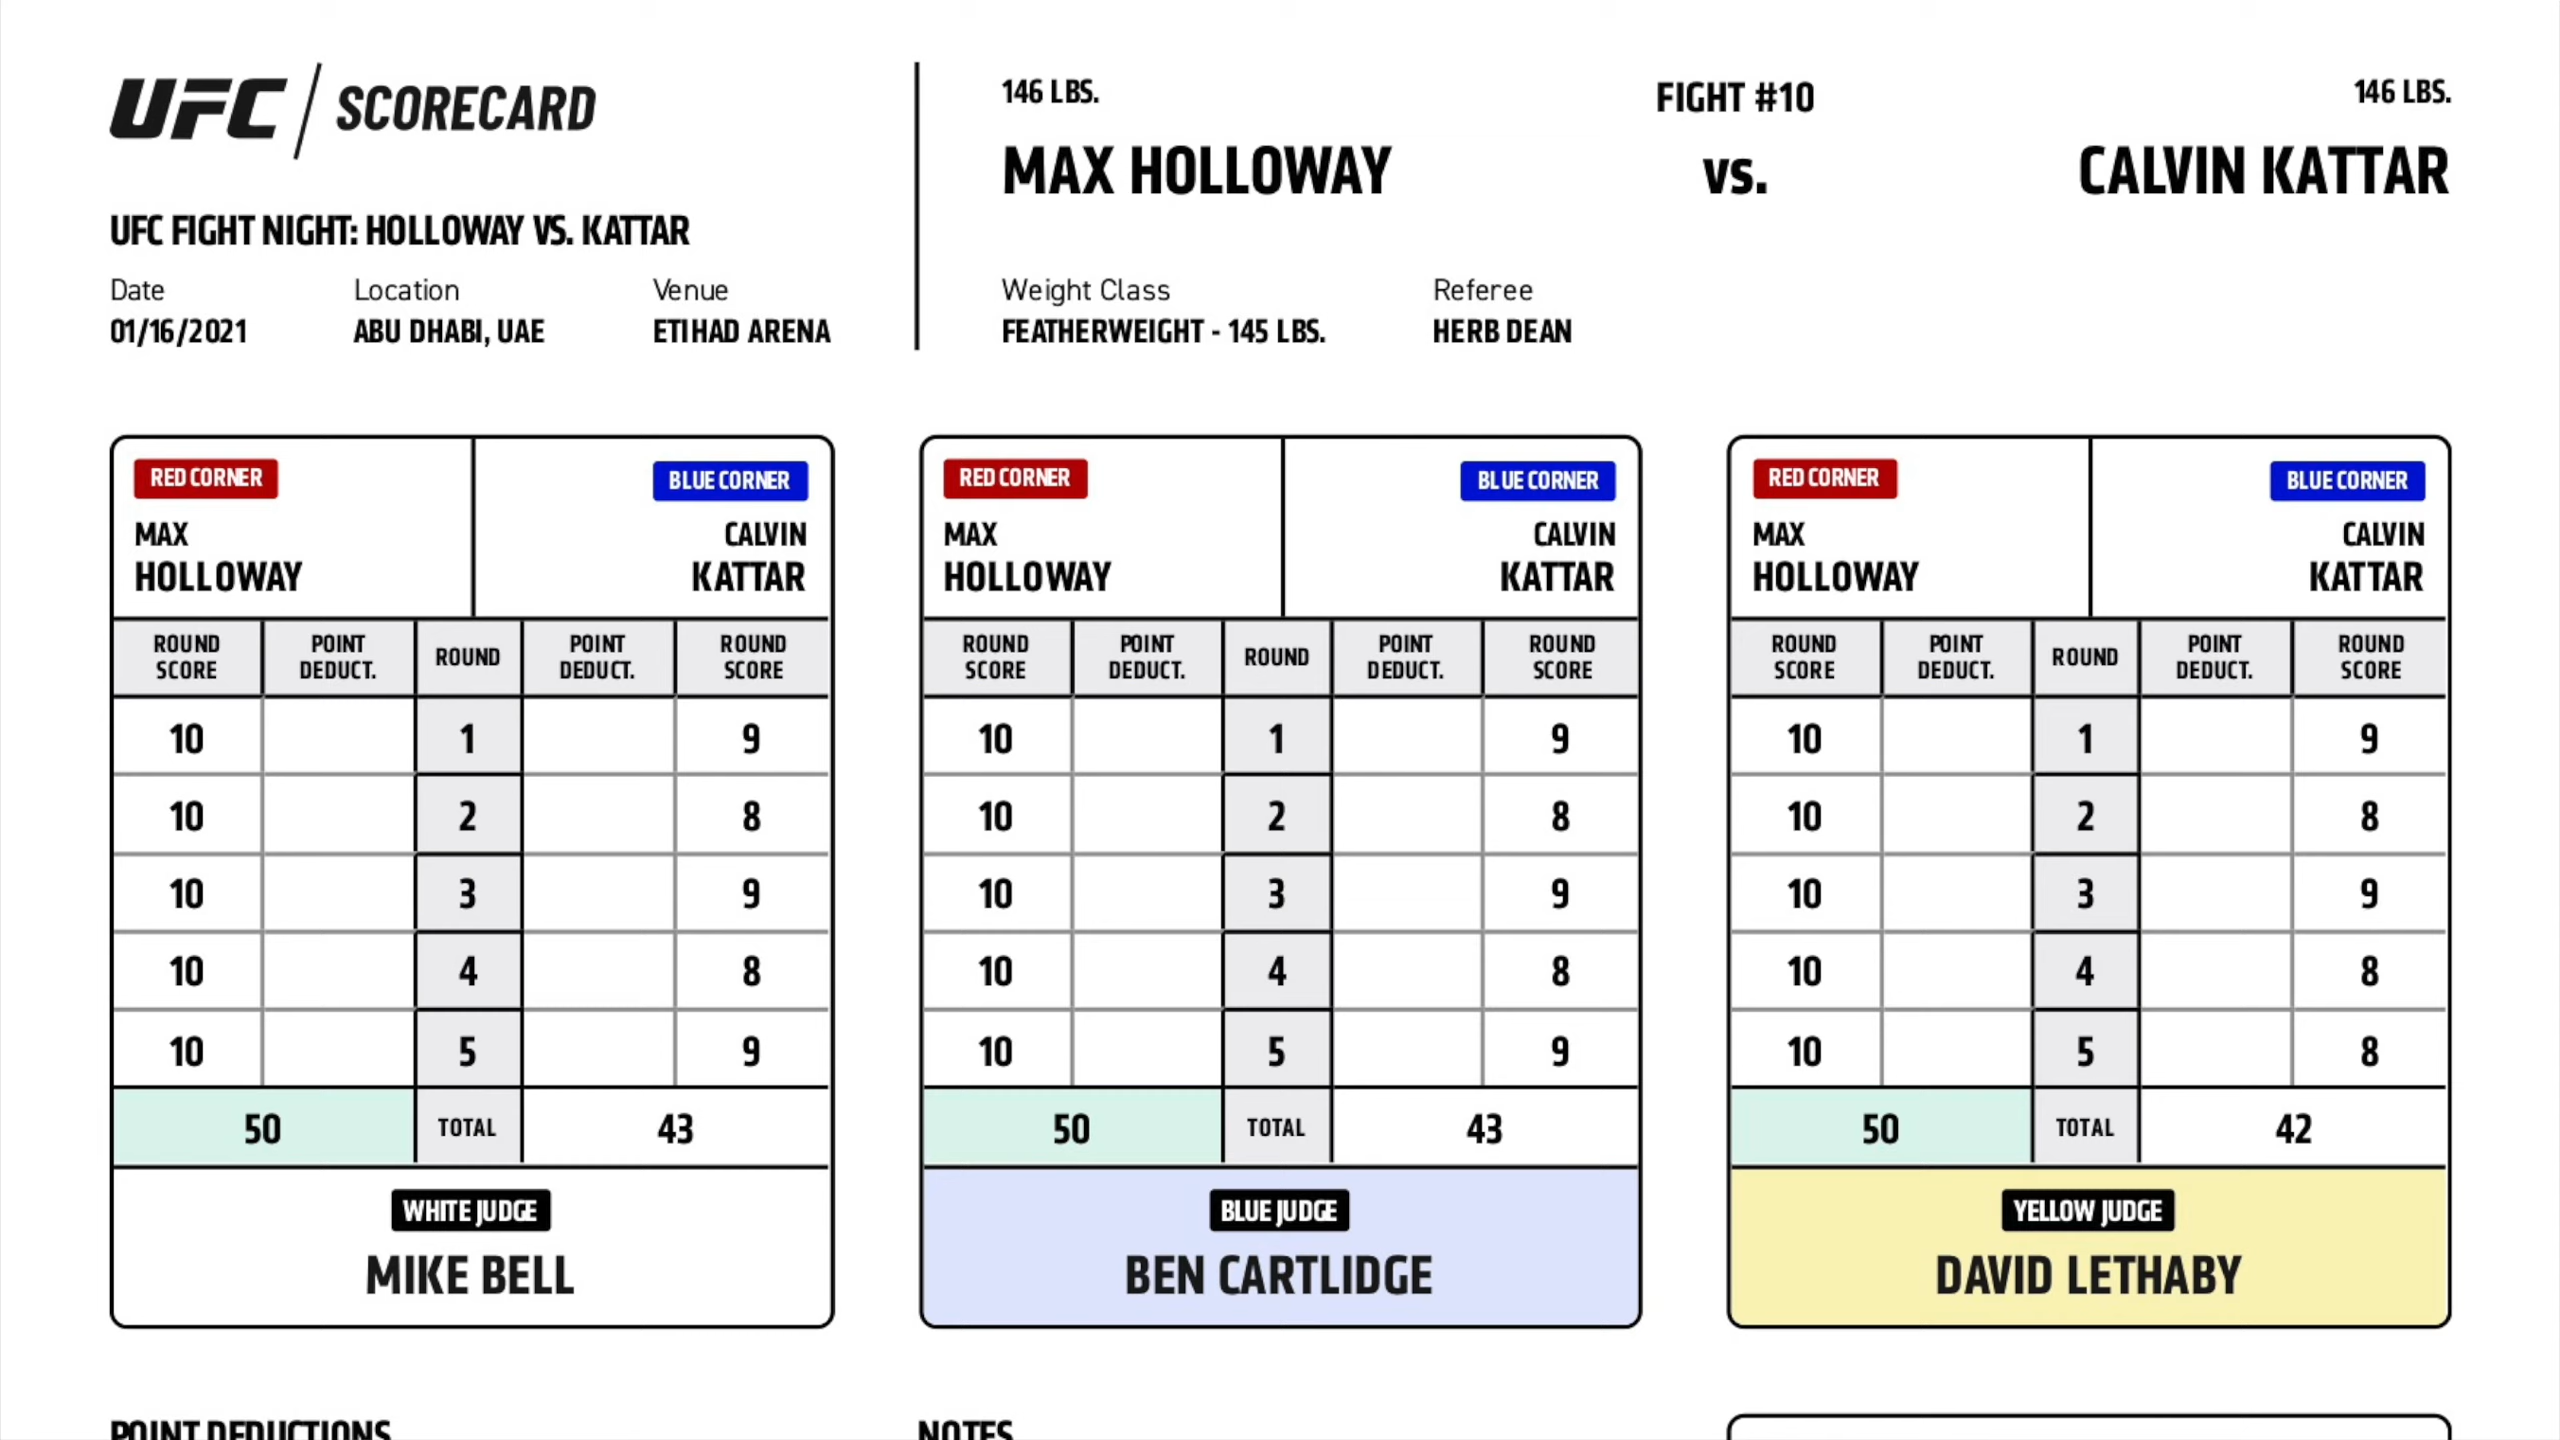 UFC / SCORECARD
UFC FIGHT NIGHT: HOLLOWAY VS. KATTAR
Date Location Venue
01/16/2021 ABU DHABI, UAE ETIHAD ARENA
146 LBS. FIGHT #10 146 LBS.
MAX HOLLOWAY VS. CALVIN KATTAR
Weight Class Referee
FEATHERWEIGHT - 145 LBS. HERB DEAN
RED CORNER BLUE CORNER
MAX CALVIN
HOLLOWAY KATTAR
ROUND SCORE POINT DEDUCT. ROUND POINT DEDUCT. ROUND SCORE
10 1 9
10 2 8
10 3 9
10 4 8
10 5 9
50 TOTAL 43
WHITE JUDGE
MIKE BELL
RED CORNER BLUE CORNER
MAX CALVIN
HOLLOWAY KATTAR
ROUND SCORE POINT DEDUCT. ROUND POINT DEDUCT. ROUND SCORE
10 1 9
10 2 8
10 3 9
10 4 8
10 5 9
50 TOTAL 43
BLUE JUDGE
BEN CARTLIDGE
RED CORNER BLUE CORNER
MAX CALVIN
HOLLOWAY KATTAR
ROUND SCORE POINT DEDUCT. ROUND POINT DEDUCT. ROUND SCORE
10 1 9
10 2 8
10 3 9
10 4 8
10 5 8
50 TOTAL 42
YELLOW JUDGE
DAVID LETHABY
POINT DEDUCTIONS NOTES